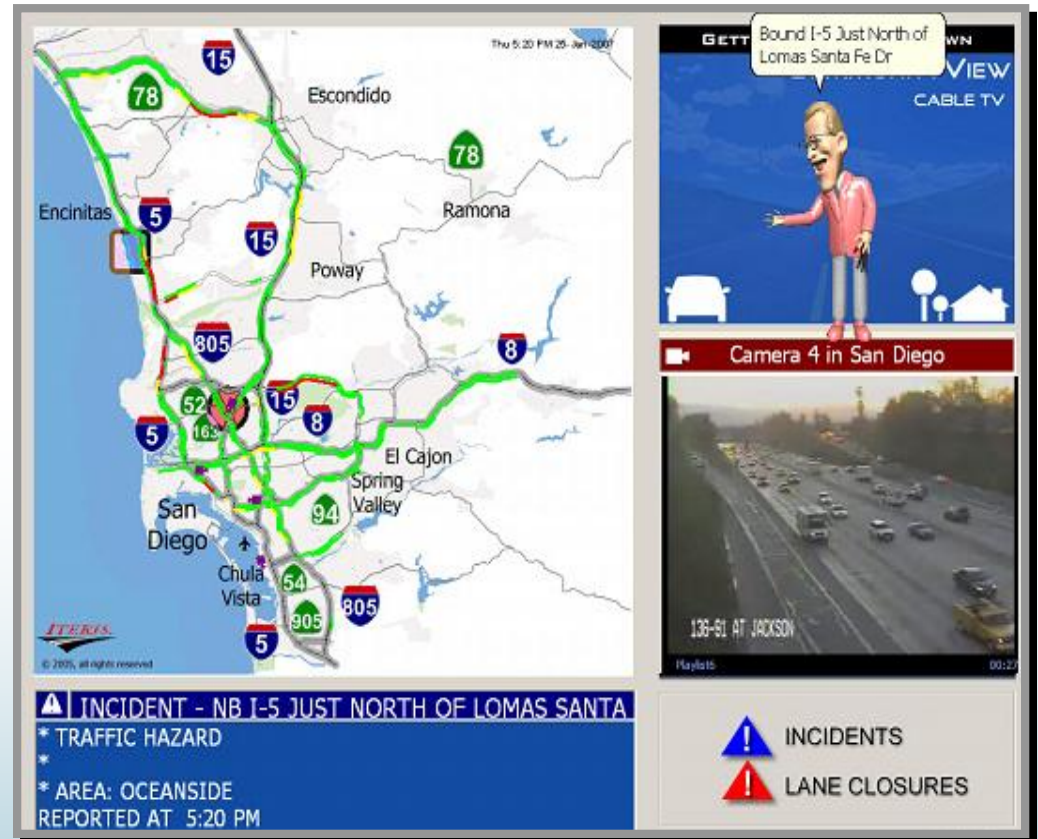 Thu 5:20 PM 25-Jan-2007
15
78
Escondido
78
Encinitas
5
Ramona
15
Poway
805
8
52
15
163
8
5
El Cajon
Spring
Valley
94
San
Diego
Chula
Vista
54
805
905
5
ITERIS.
© 2005, all rights reserved
Bound I-5 Just North of
Lomas Santa Fe Dr
GETT
WN
VIEW
CABLE TV
Camera 4 in San Diego
136-91 AT JACKSON
Playlist6
00:27
INCIDENT - NB I-5 JUST NORTH OF LOMAS SANTA
* TRAFFIC HAZARD
*
* AREA: OCEANSIDE
REPORTED AT 5:20 PM
! INCIDENTS
! LANE CLOSURES